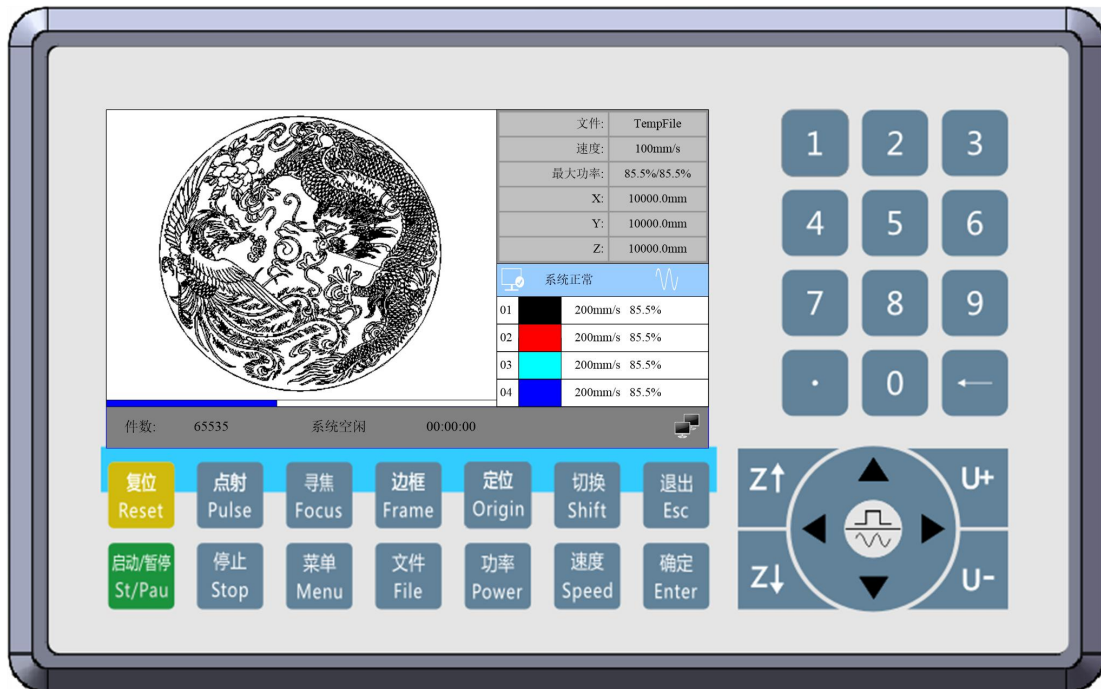 文件: TempFile
速度: 100mm/s
最大功率: 85.5%/85.5%
X: 10000.0mm
Y: 10000.0mm
Z: 10000.0mm
系统正常
01 200mm/s 85.5%
02 200mm/s 85.5%
03 200mm/s 85.5%
04 200mm/s 85.5%
件数: 65535 系统空闲 00:00:00
复位 点射 寻焦 边框 定位 切换 退出
Reset Pulse Focus Frame Origin Shift Esc
启动/暂停 停止 菜单 文件 功率 速度 确定
St/Pau Stop Menu File Power Speed Enter
1 2 3
4 5 6
7 8 9
· 0 ←
Z↑ U+
Z↓ U-